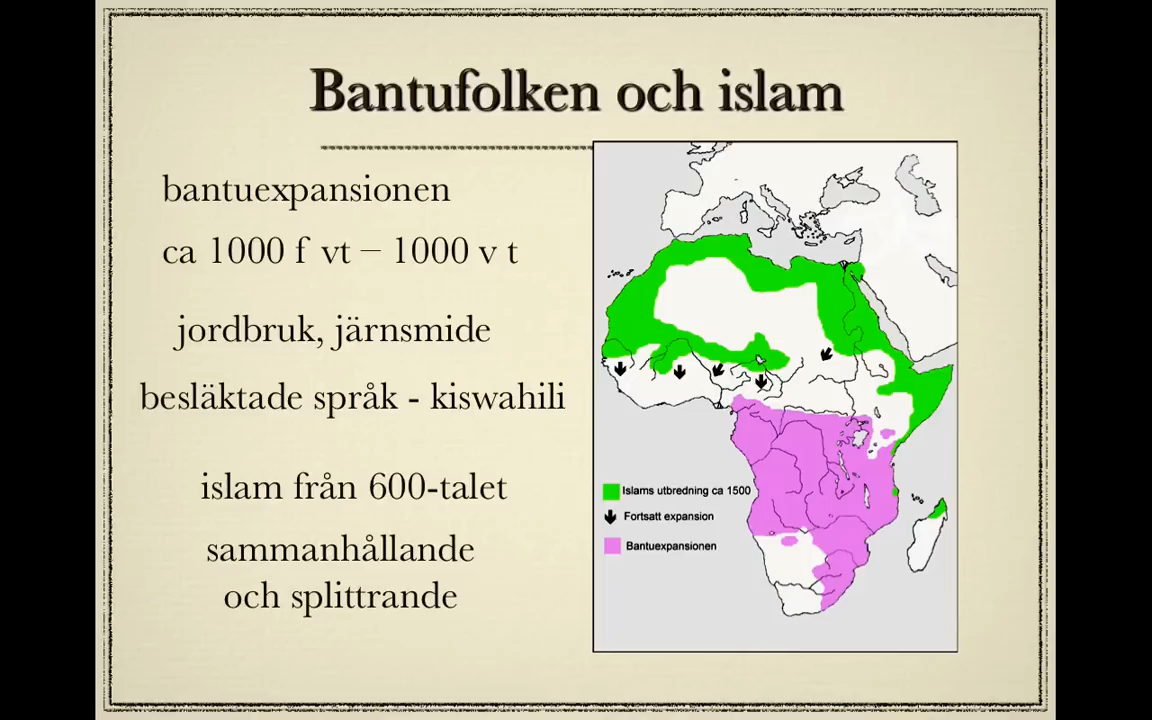 Bantufolken och islam
bantuexpansionen
ca 1000 f vt – 1000 v t
jordbruk, järnsmide
besläktade språk - kiswahili
islam från 600-talet
sammanhållande
och splittrande
Islams utbredning ca 1500
Fortsatt expansion
Bantuexpansionen